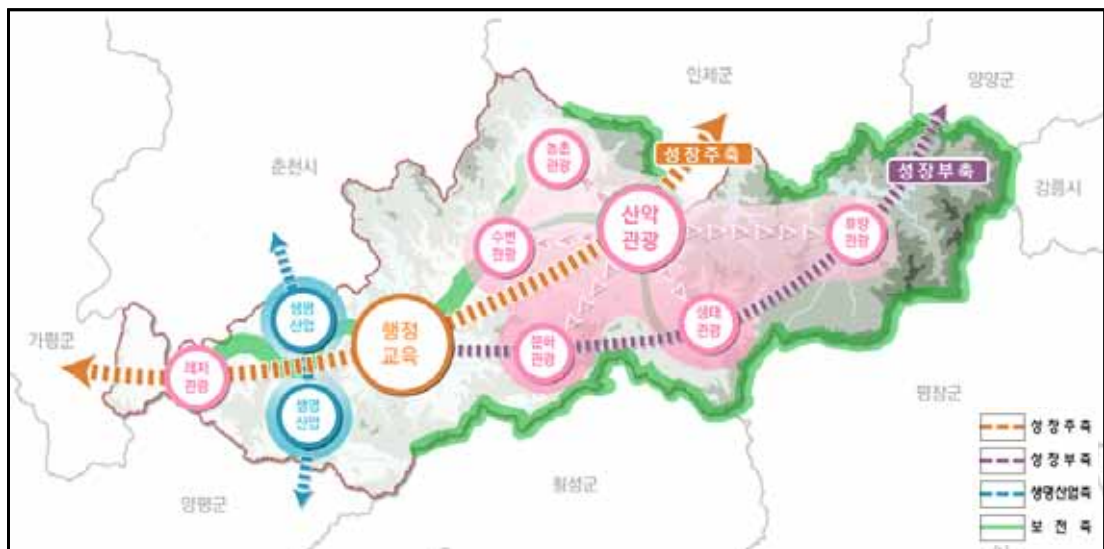 인제군
양양군
춘천시
강릉시
가평군
양평군
횡성군
평창군
성장주축
성장부축
농촌
관광
산악
관광
수변
관광
휴양
관광
생명
산업
행정
교육
생태
관광
문화
관광
레저
관광
생명
산업
성장주축
성장부축
생명산업축
보전축